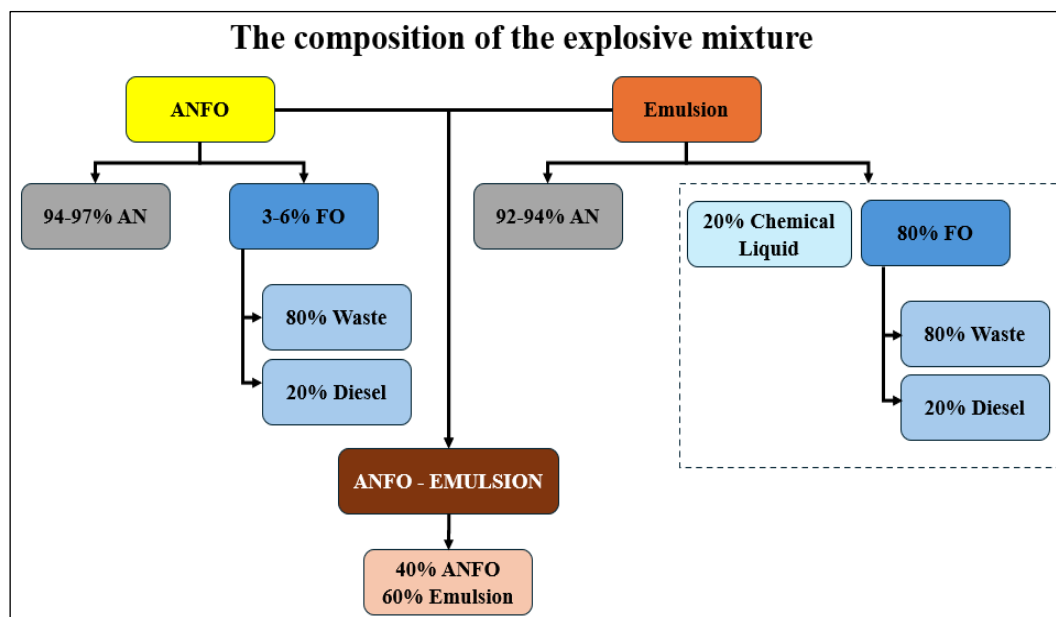 The composition of the explosive mixture
ANFO
Emulsion
94-97% AN
3-6% FO
92-94% AN
20% Chemical
Liquid
80% FO
80% Waste
20% Diesel
80% Waste
20% Diesel
ANFO - EMULSION
40% ANFO
60% Emulsion